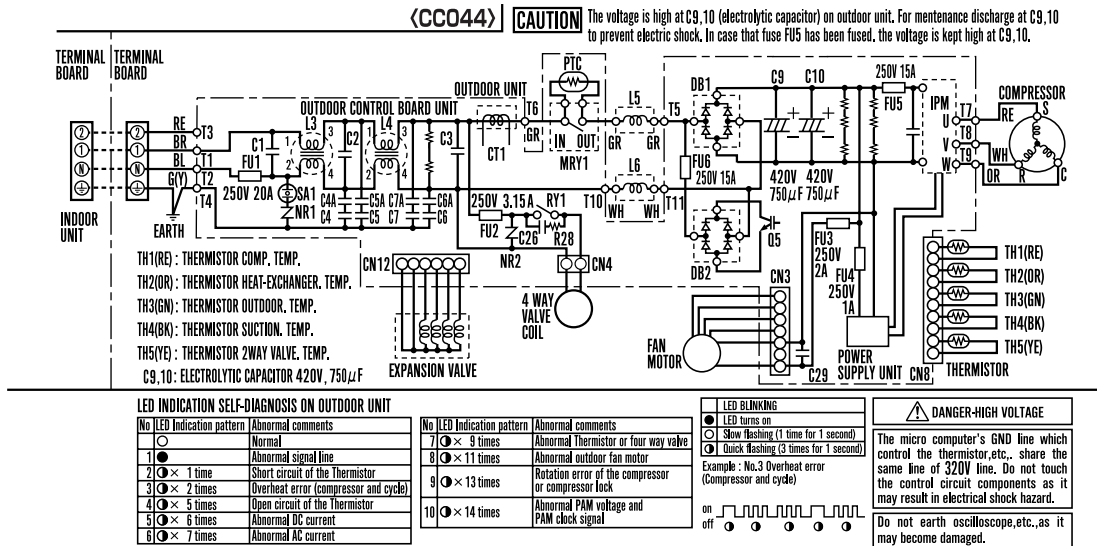 〈CC044〉
CAUTION
The voltage is high at C9,10 (electrolytic capacitor) on outdoor unit. For mentenance discharge at C9,10
to prevent electric shock. In case that fuse FU5 has been fused, the voltage is kept high at C9,10.
TERMINAL BOARD
TERMINAL BOARD
OUTDOOR UNIT
OUTDOOR CONTROL BOARD UNIT
PTC
IN OUT
MRY1
T6
GR
CT1
L5
GR GR
T5
DB1
C9 C10
250V 15A
FU5
IPM
U
V
W
T7
T8
T9
RE
WH
OR
COMPRESSOR
S
R
C
2
1
N
2
1
N
RE
BR
BL
G(Y)
T3
T1
T2
T4
C1
FU1
250V 20A
SA1
NR1
L3
1
2
3
4
C2
L4
1
2
3
4
C3
C4A
C4
C5A
C5
C7A
C7
C6A
C6
L6
WH WH
T10
T11
FU6
250V 15A
420V
750μF
420V
750μF
250V 3.15A
FU2
RY1
C26
R28
NR2
CN4
DB2
Q5
FU3
250V
2A
FU4
250V
1A
INDOOR
UNIT
EARTH
CN12
EXPANSION VALVE
4 WAY
VALVE
COIL
FAN
MOTOR
CN3
C29
POWER
SUPPLY UNIT
CN8
THERMISTOR
TH1(RE)
TH2(OR)
TH3(GN)
TH4(BK)
TH5(YE)
TH1(RE) : THERMISTOR COMP. TEMP.
TH2(OR) : THERMISTOR HEAT-EXCHANGER. TEMP.
TH3(GN) : THERMISTOR OUTDOOR. TEMP.
TH4(BK) : THERMISTOR SUCTION. TEMP.
TH5(YE) : THERMISTOR 2WAY VALVE. TEMP.
C9,10 : ELECTROLYTIC CAPACITOR 420V, 750μF
LED INDICATION SELF-DIAGNOSIS ON OUTDOOR UNIT
No LED Indication pattern Abnormal comments
○ Normal
1 ● Abnormal signal line
2 ◑ × 1 time Short circuit of the Thermistor
3 ◑ × 2 times Overheat error (compressor and cycle)
4 ◑ × 5 times Open circuit of the Thermistor
5 ◑ × 6 times Abnormal DC current
6 ◑ × 7 times Abnormal AC current
No LED Indication pattern Abnormal comments
7 ◑ × 9 times Abnormal Thermistor or four way valve
8 ◑ × 11 times Abnormal outdoor fan motor
9 ◑ × 13 times Rotation error of the compressor
or compressor lock
10 ◑ × 14 times Abnormal PAM voltage and
PAM clock signal
LED BLINKING
● LED turns on
○ Slow flashing (1 time for 1 second)
◑ Quick flashing (3 times for 1 second)
Example : No.3 Overheat error
(Compressor and cycle)
on
off
DANGER-HIGH VOLTAGE
The micro computer's GND line which
control the thermistor,etc,. share the
same line of 320V line. Do not touch
the control circuit components as it
may result in electrical shock hazard.
Do not earth oscilloscope,etc.,as it
may become damaged.